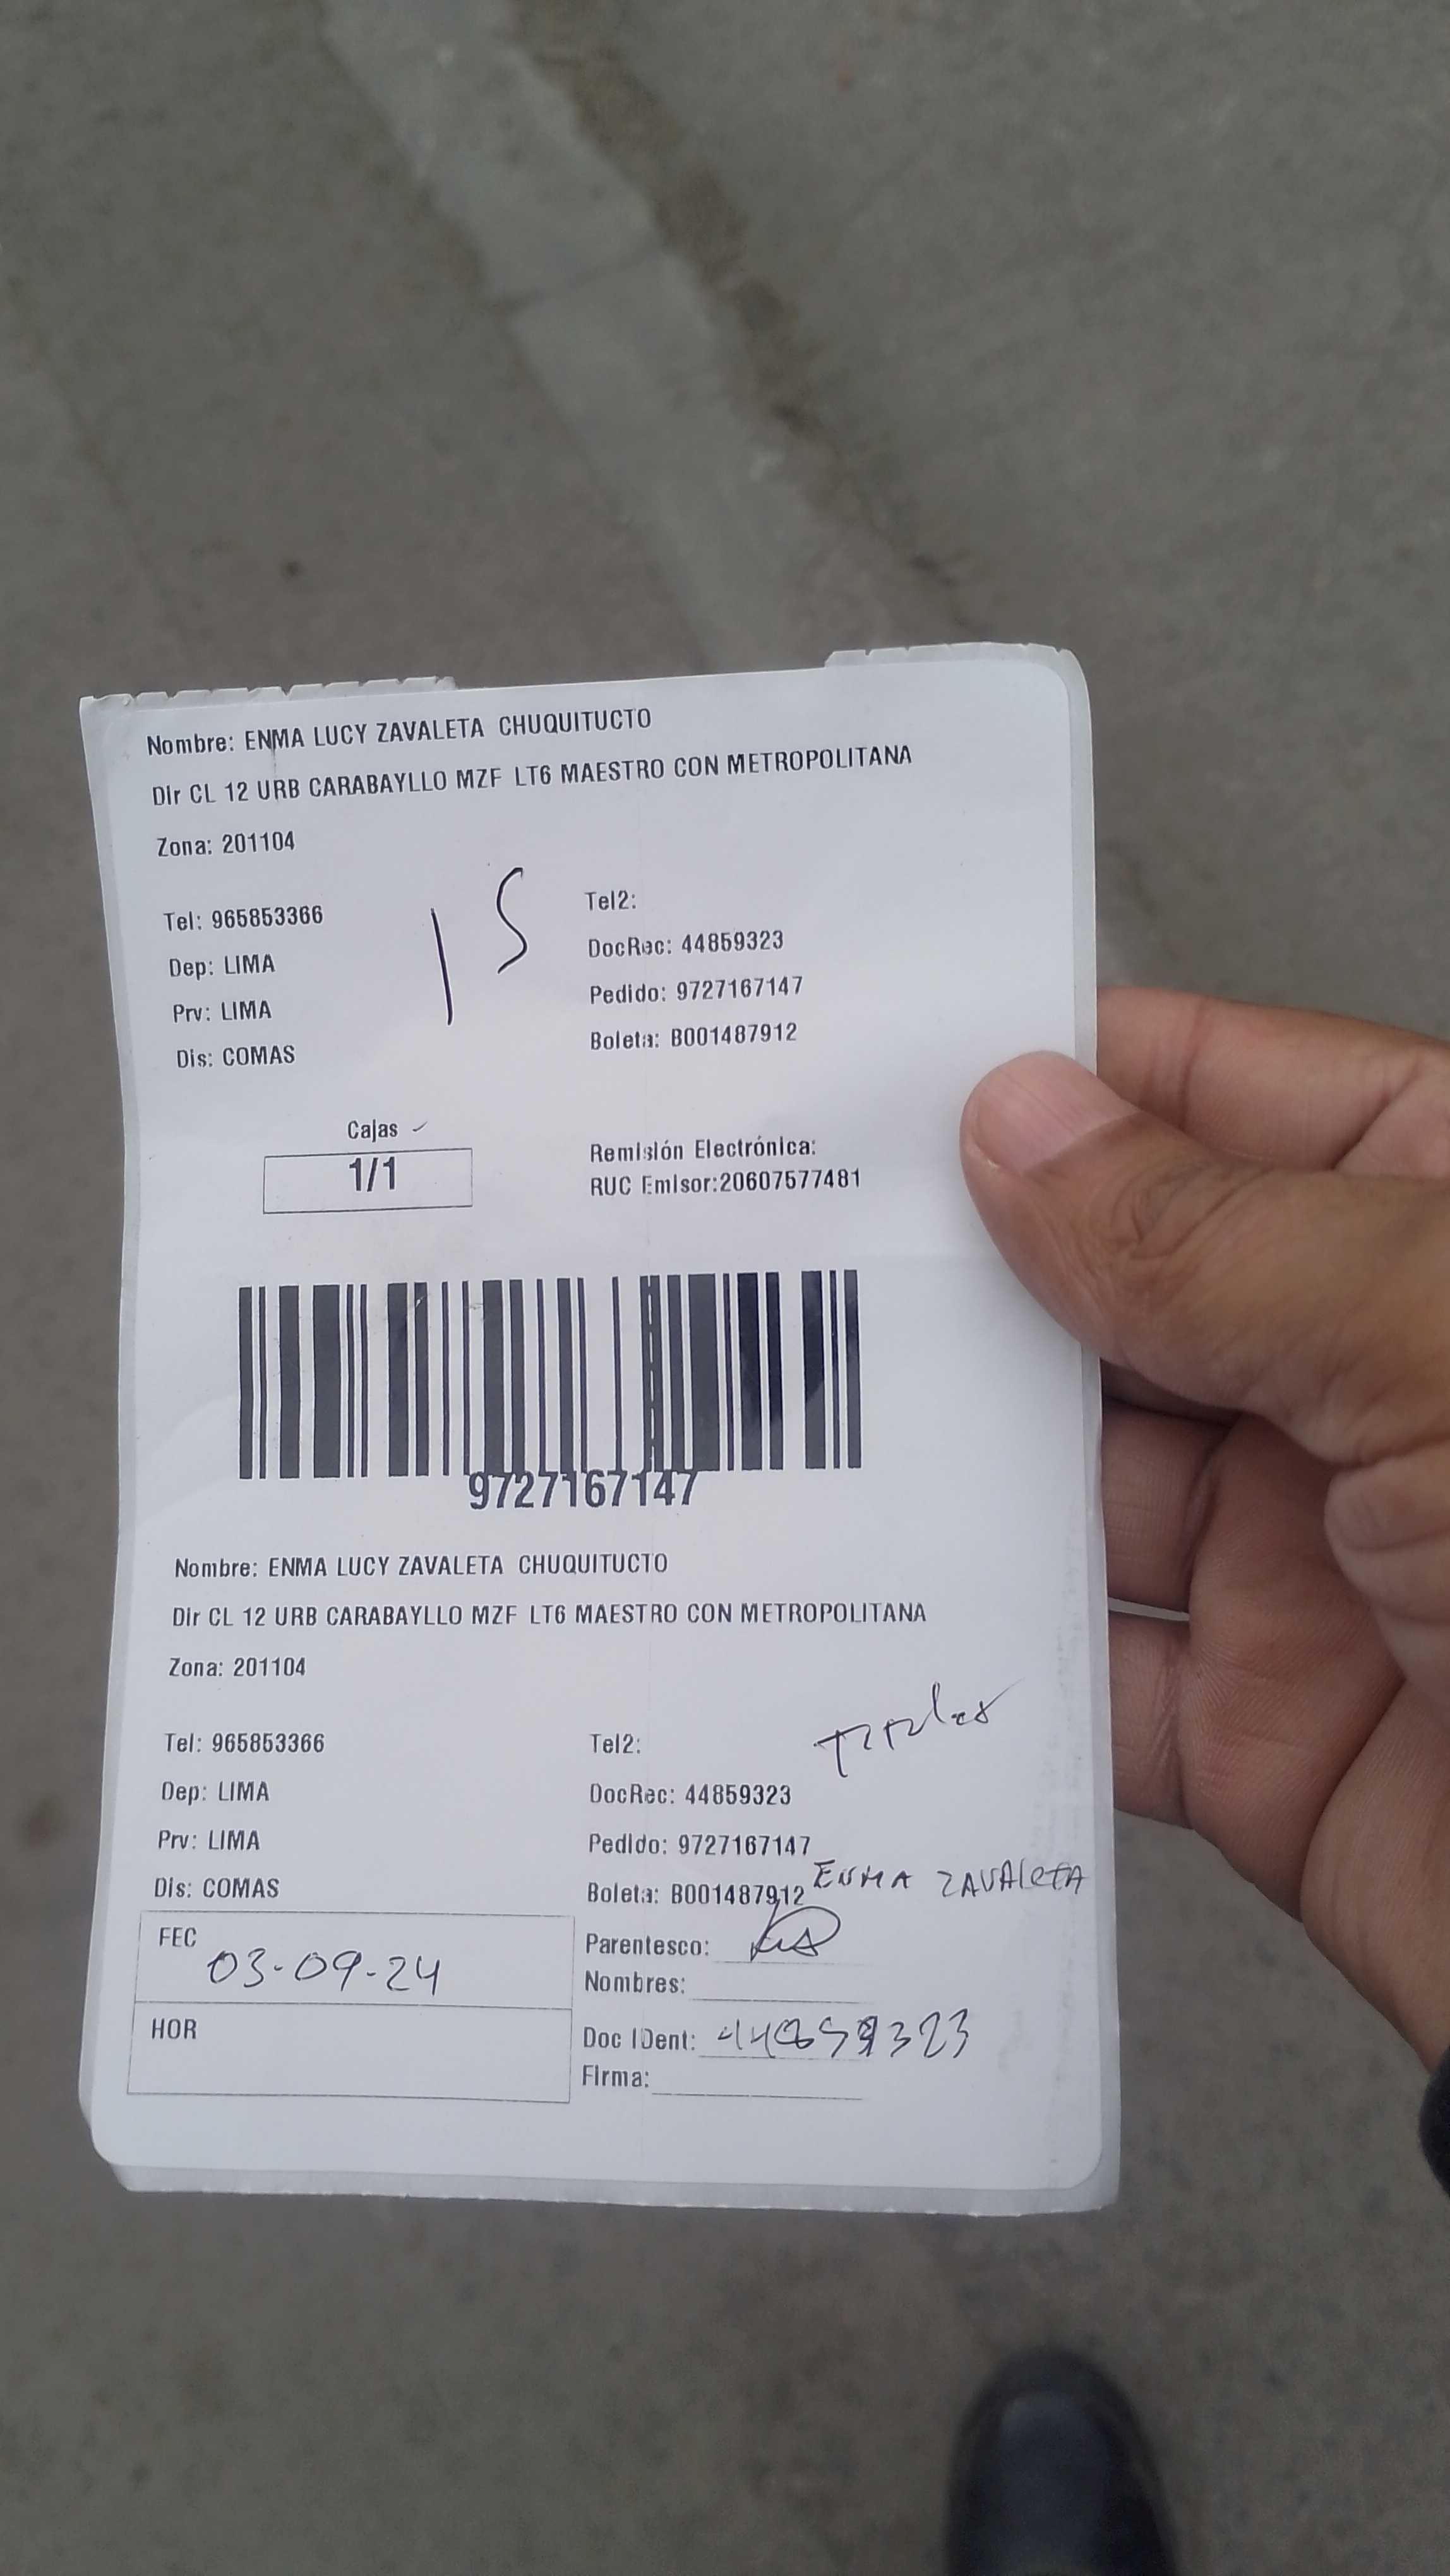 Nombre: ENMA LUCY ZAVALETA CHUQUITUCTO
Dir CL 12 URB CARABAYLLO MZF LT6 MAESTRO CON METROPOLITANA
Zona: 201104
Tel: 965853366
Dep: LIMA
Prv: LIMA
Dis: COMAS
Tel2:
DocRec: 44859323
Pedido: 9727167147
Boleta: B001487912
Cajas
1/1
Remisión Electrónica:
RUC Emisor:20607577481
9727167147
Nombre: ENMA LUCY ZAVALETA CHUQUITUCTO
Dir CL 12 URB CARABAYLLO MZF LT6 MAESTRO CON METROPOLITANA
Zona: 201104
Tel: 965853366
Dep: LIMA
Prv: LIMA
Dis: COMAS
Tel2:
DocRec: 44859323
Pedido: 9727167147
Boleta: B001487912
ENMA ZAVALETA
FEC
03-09-24
HOR
Parentesco:
Nombres:
Doc IDent: 44859323
Firma: